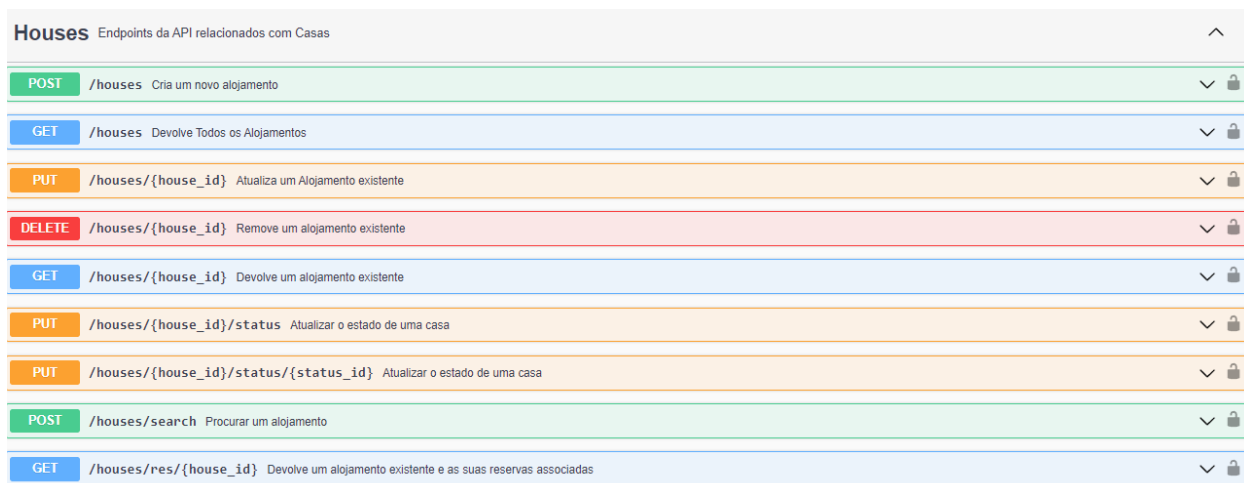 Houses Endpoints da API relacionados com Casas
POST /houses Cria um novo alojamento
GET /houses Devolve Todos os Alojamentos
PUT /houses/{house_id} Atualiza um Alojamento existente
DELETE /houses/{house_id} Remove um alojamento existente
GET /houses/{house_id} Devolve um alojamento existente
PUT /houses/{house_id}/status Atualizar o estado de uma casa
PUT /houses/{house_id}/status/{status_id} Atualizar o estado de uma casa
POST /houses/search Procurar um alojamento
GET /houses/res/{house_id} Devolve um alojamento existente e as suas reservas associadas